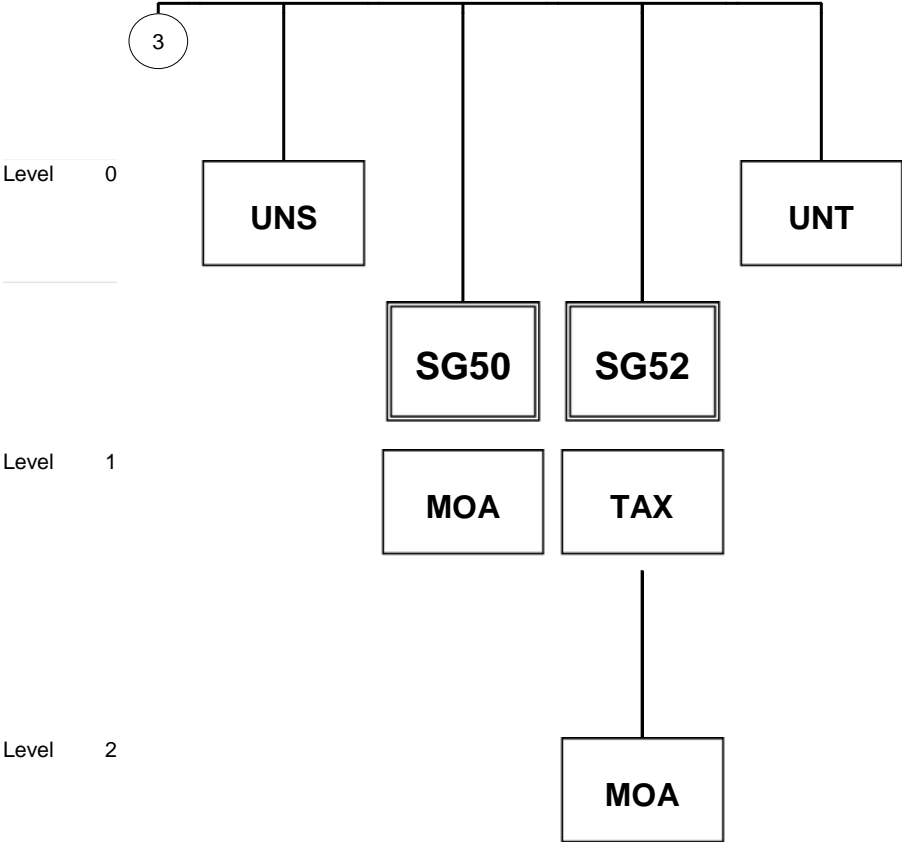 3
Level 0
UNS
UNT
SG50
SG52
Level 1
MOA
TAX
Level 2
MOA